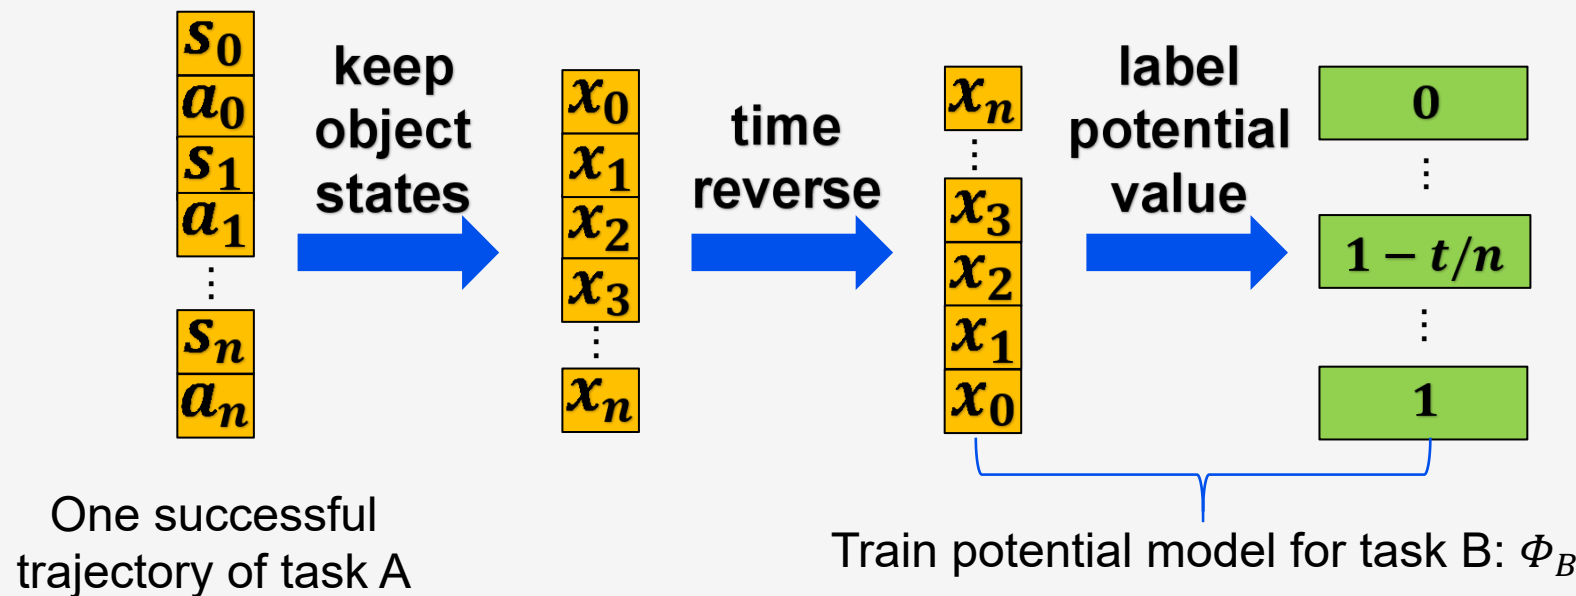 s₀
a₀
s₁
a₁
⋮
sₙ
aₙ
One successful
trajectory of task A
keep
object
states
x₀
x₁
x₂
x₃
⋮
xₙ
time
reverse
xₙ
⋮
x₃
x₂
x₁
x₀
label
potential
value
0
⋮
1 − t/n
⋮
1
Train potential model for task B: Φ_B